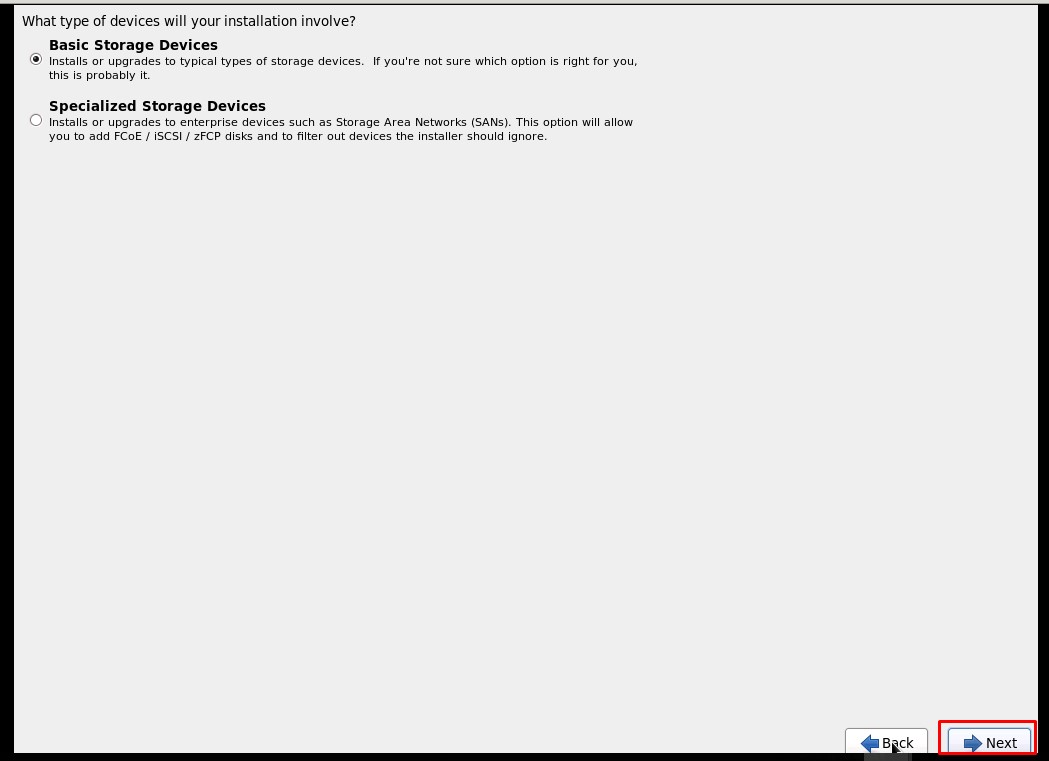 What type of devices will your installation involve?
Basic Storage Devices
Installs or upgrades to typical types of storage devices.  If you're not sure which option is right for you,
this is probably it.
Specialized Storage Devices
Installs or upgrades to enterprise devices such as Storage Area Networks (SANs). This option will allow
you to add FCoE / iSCSI / zFCP disks and to filter out devices the installer should ignore.
Back
Next